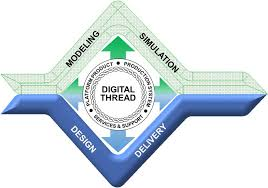 MODELING
SIMULATION
PLATFORM PRODUCT • PRODUCTION SYSTEM • SERVICES & SUPPORT •
DIGITAL
THREAD
DESIGN
DELIVERY